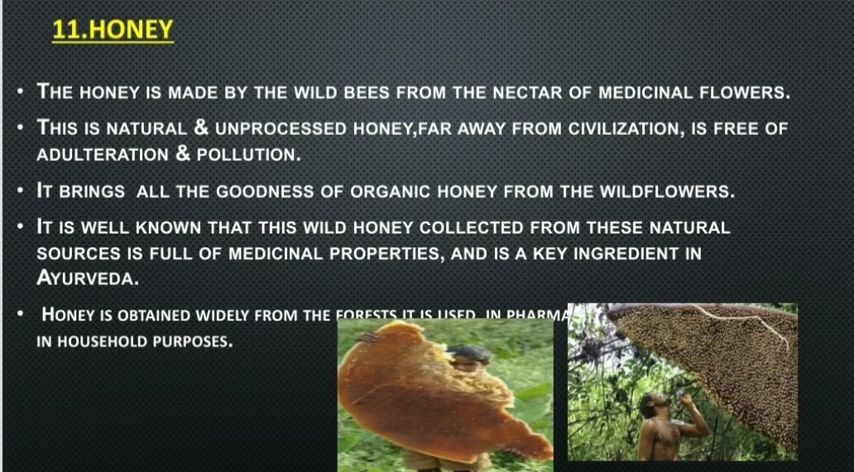 11.HONEY
• THE HONEY IS MADE BY THE WILD BEES FROM THE NECTAR OF MEDICINAL FLOWERS.
• THIS IS NATURAL & UNPROCESSED HONEY,FAR AWAY FROM CIVILIZATION, IS FREE OF
ADULTERATION & POLLUTION.
• IT BRINGS ALL THE GOODNESS OF ORGANIC HONEY FROM THE WILDFLOWERS.
• IT IS WELL KNOWN THAT THIS WILD HONEY COLLECTED FROM THESE NATURAL
SOURCES IS FULL OF MEDICINAL PROPERTIES, AND IS A KEY INGREDIENT IN
AYURVEDA.
• HONEY IS OBTAINED WIDELY FROM THE FORESTS IT IS USED IN
IN HOUSEHOLD PURPOSES.